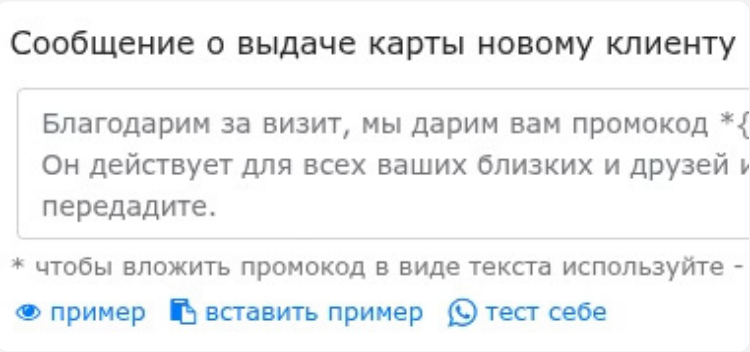 Сообщение о выдаче карты новому клиенту
Благодарим за визит, мы дарим вам промокод *{
Он действует для всех ваших близких и друзей и
передадите.
* чтобы вложить промокод в виде текста используйте -
пример вставить пример тест себе